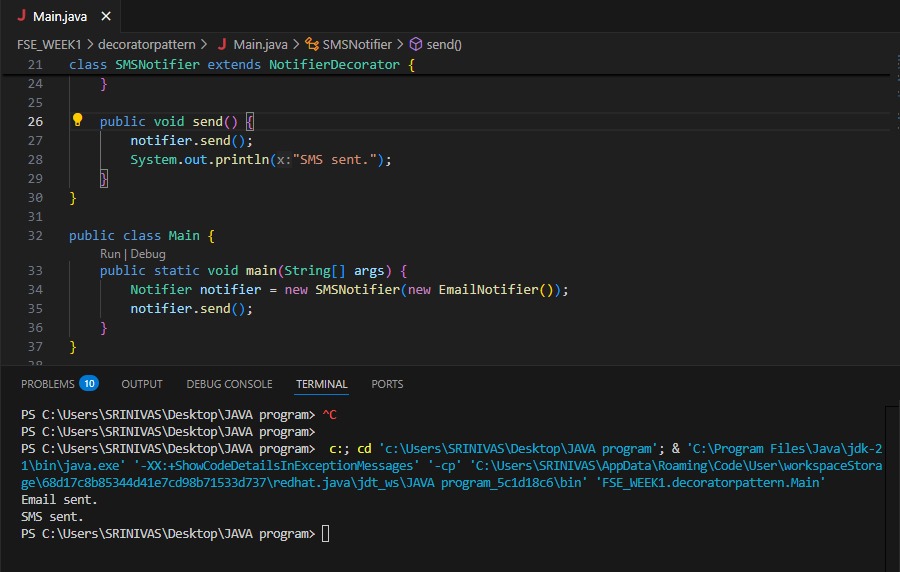 Main.java
FSE_WEEK1 > decoratorpattern > Main.java > SMSNotifier > send()
21 class SMSNotifier extends NotifierDecorator {
24 }
25
26 public void send() {
27 notifier.send();
28 System.out.println(x:"SMS sent.");
29 }
30 }
31
32 public class Main {
Run | Debug
33 public static void main(String[] args) {
34 Notifier notifier = new SMSNotifier(new EmailNotifier());
35 notifier.send();
36 }
37 }
38
PROBLEMS 10 OUTPUT DEBUG CONSOLE TERMINAL PORTS
PS C:\Users\SRINIVAS\Desktop\JAVA program> ^C
PS C:\Users\SRINIVAS\Desktop\JAVA program>
PS C:\Users\SRINIVAS\Desktop\JAVA program> c:; cd 'c:\Users\SRINIVAS\Desktop\JAVA program'; & 'C:\Program Files\Java\jdk-2
1\bin\java.exe' '-XX:+ShowCodeDetailsInExceptionMessages' '-cp' 'C:\Users\SRINIVAS\AppData\Roaming\Code\User\workspaceStora
ge\68d17c8b85344d41e7cd98b71533d737\redhat.java\jdt_ws\JAVA program_5c1d18c6\bin' 'FSE_WEEK1.decoratorpattern.Main'
Email sent.
SMS sent.
PS C:\Users\SRINIVAS\Desktop\JAVA program>